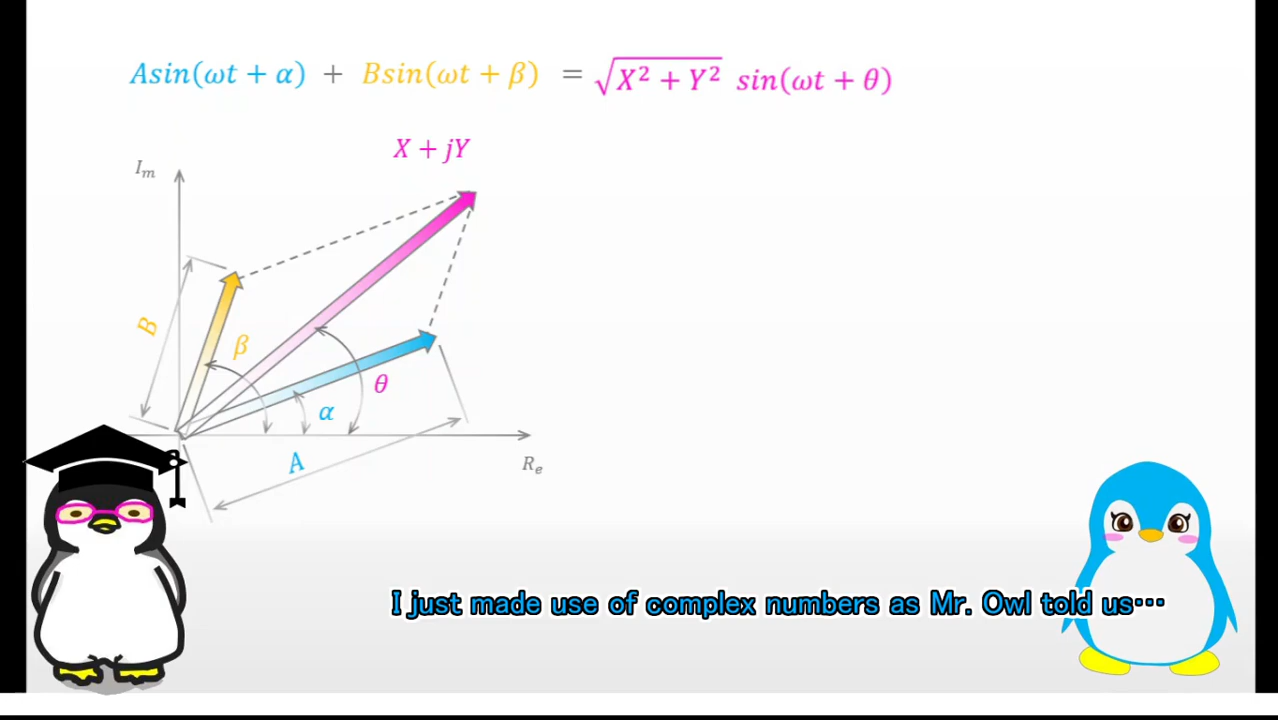 Asin(ωt + α) + Bsin(ωt + β) = √X² + Y² sin(ωt + θ)
X + jY
Iₘ
B
β
θ
α
A
Rₑ
I just made use of complex numbers as Mr. Owl told us…